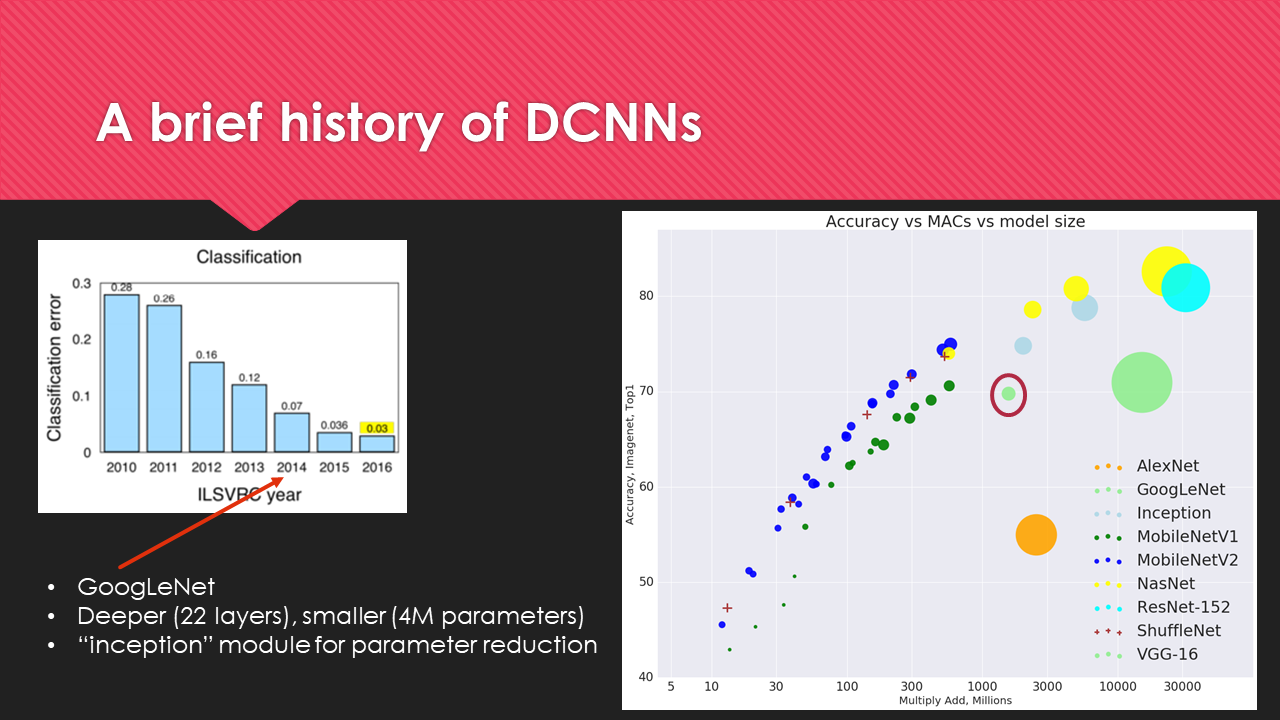 A brief history of DCNNs
Classification
Classification error
0.3
0.2
0.1
0
0.28
0.26
0.16
0.12
0.07
0.036
0.03
2010 2011 2012 2013 2014 2015 2016
ILSVRC year
• GoogLeNet
• Deeper (22 layers), smaller (4M parameters)
• “inception” module for parameter reduction
Accuracy vs MACs vs model size
Accuracy, Imagenet, Top1
80
70
60
50
40
5 10 30 100 300 1000 3000 10000 30000
Multiply Add, Millions
AlexNet
GoogLeNet
Inception
MobileNetV1
MobileNetV2
NasNet
ResNet-152
ShuffleNet
VGG-16